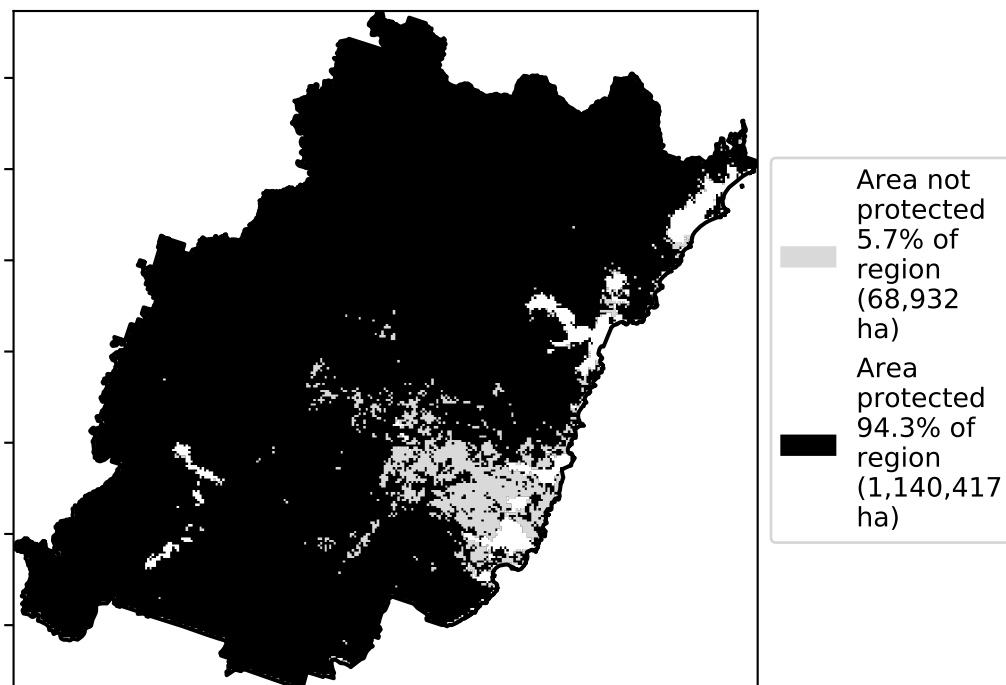 Area not
protected
5.7% of
region
(68,932
ha)
Area
protected
94.3% of
region
(1,140,417
ha)